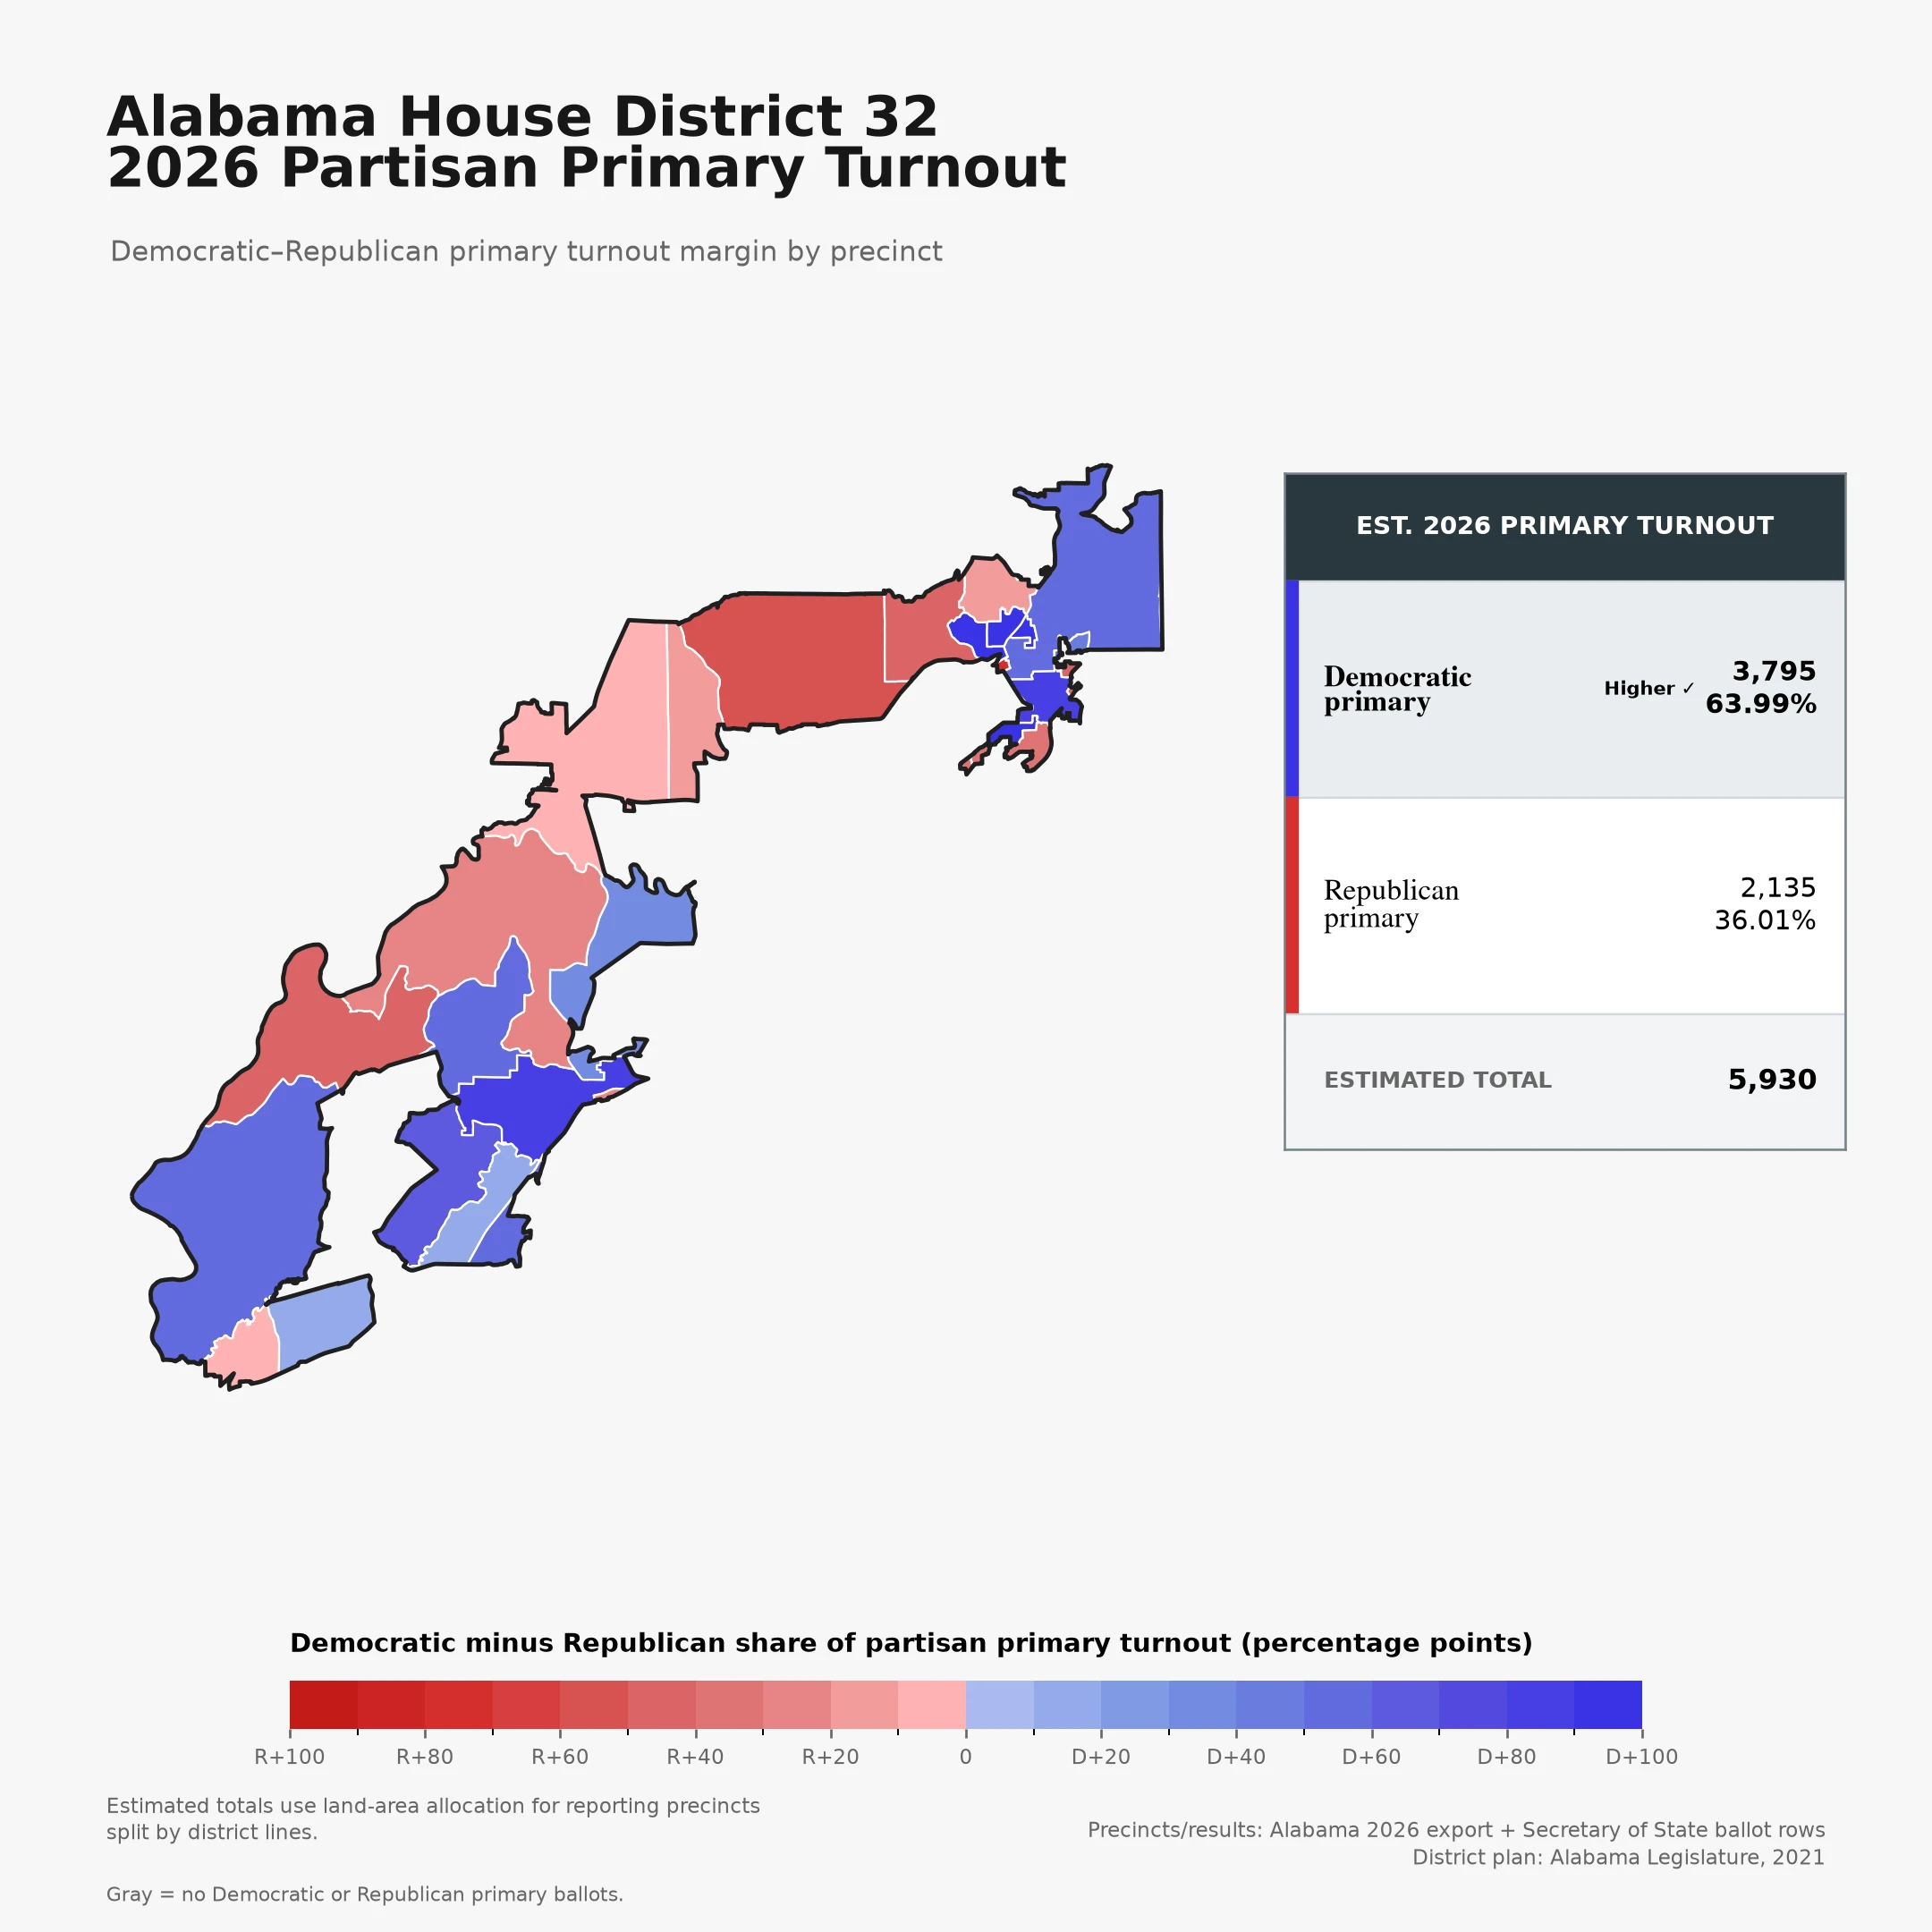 Alabama House District 32
2026 Partisan Primary Turnout
Democratic–Republican primary turnout margin by precinct
EST. 2026 PRIMARY TURNOUT
Democratic
primary
Higher ✓
3,795
63.99%
Republican
primary
2,135
36.01%
ESTIMATED TOTAL
5,930
Democratic minus Republican share of partisan primary turnout (percentage points)
R+100 R+80 R+60 R+40 R+20 0 D+20 D+40 D+60 D+80 D+100
Estimated totals use land-area allocation for reporting precincts
split by district lines.
Gray = no Democratic or Republican primary ballots.
Precincts/results: Alabama 2026 export + Secretary of State ballot rows
District plan: Alabama Legislature, 2021